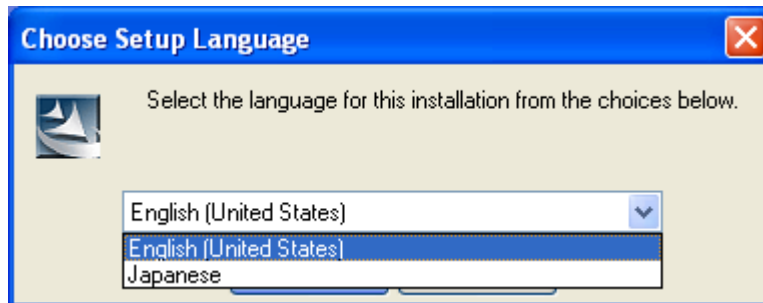 Choose Setup Language
Select the language for this installation from the choices below.
English (United States)
English (United States)
Japanese